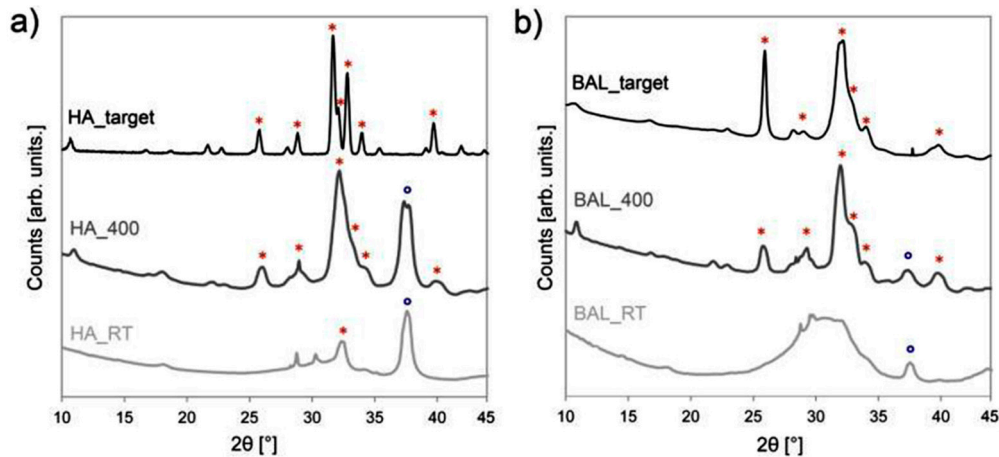 a)
Counts [arb. units.]
HA_target
HA_400
HA_RT
10 15 20 25 30 35 40 45
2θ [°]
b)
Counts [arb. units.]
BAL_target
BAL_400
BAL_RT
10 15 20 25 30 35 40 45
2θ [°]